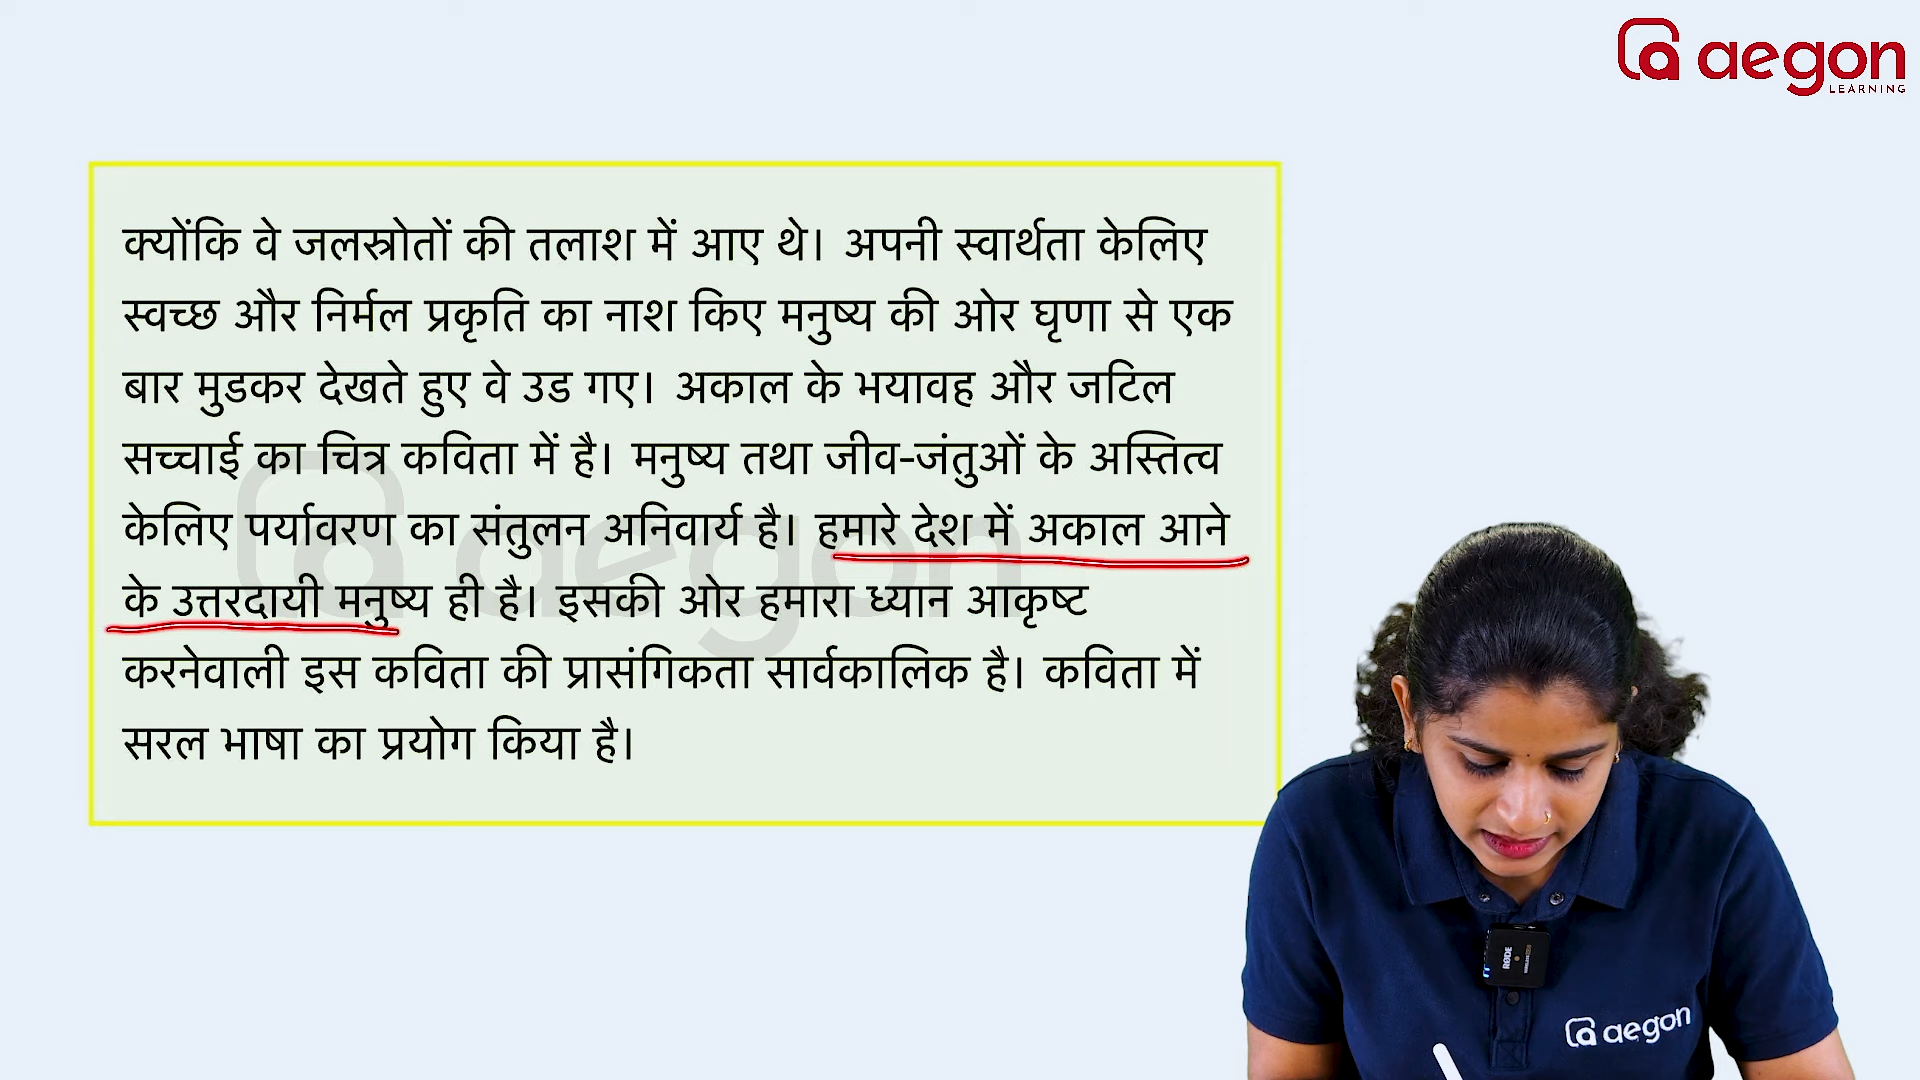 aegon
LEARNING
क्योंकि वे जलस्रोतों की तलाश में आए थे। अपनी स्वार्थता केलिए
स्वच्छ और निर्मल प्रकृति का नाश किए मनुष्य की ओर घृणा से एक
बार मुडकर देखते हुए वे उड गए। अकाल के भयावह और जटिल
सच्चाई का चित्र कविता में है। मनुष्य तथा जीव-जंतुओं के अस्तित्व
केलिए पर्यावरण का संतुलन अनिवार्य है। हमारे देश में अकाल आने
के उत्तरदायी मनुष्य ही है। इसकी ओर हमारा ध्यान आकृष्ट
करनेवाली इस कविता की प्रासंगिकता सार्वकालिक है। कविता में
सरल भाषा का प्रयोग किया है।
aegon
RØDE
aegon